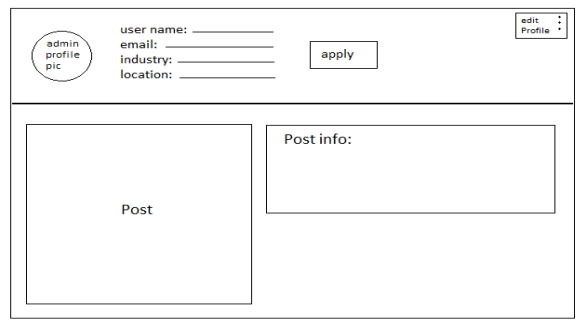 admin
profile
pic
user name:
email:
industry:
location:
apply
edit
Profile
Post
Post info: